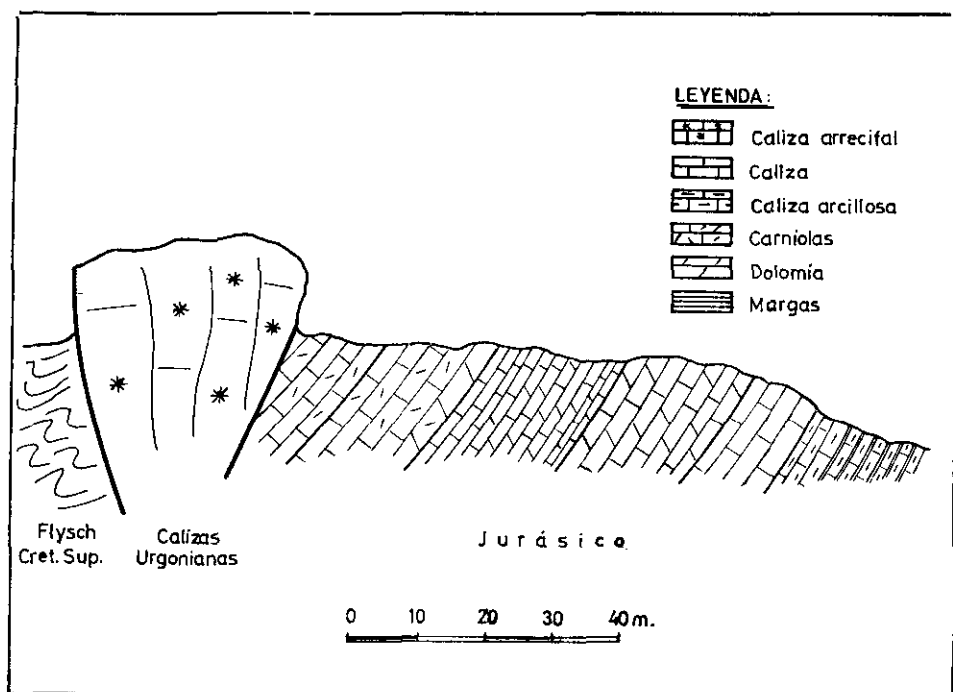 LEYENDA:
Caliza arrecifal
Caliza
Caliza arcillosa
Carniolas
Dolomía
Margas
Flysch
Cret. Sup.
Calizas
Urgonianas
Jurásico
0 10 20 30 40 m.